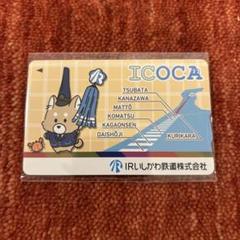 ICOCA
IR
TSUBATA
KANAZAWA
MATTŌ
KOMATSU
KAGAONSEN
DAISHŌJI
KURIKARA
IRいしかわ鉄道株式会社